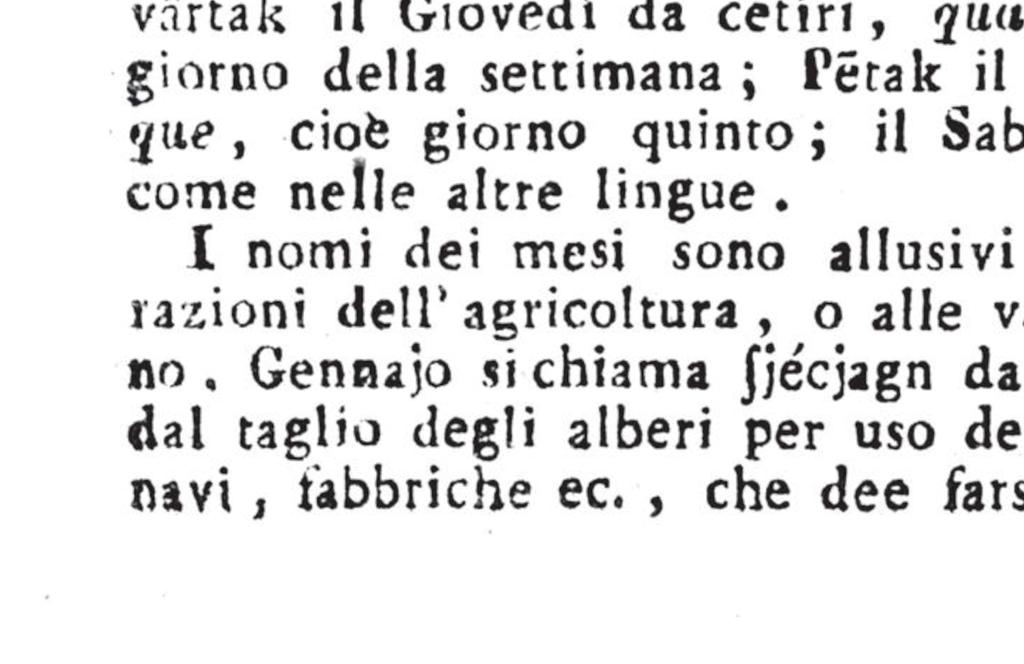 vārtak il Giovedì da cetiri, qua
giorno della settimana; Pētak il
que, cioè giorno quinto; il Sab
come nelle altre lingue.
I nomi dei mesi sono allusivi
razioni dell' agricoltura, o alle v
no. Gennajo si chiama ſjécjagn da
dal taglio degli alberi per uso de
navi, fabbriche ec., che dee fars